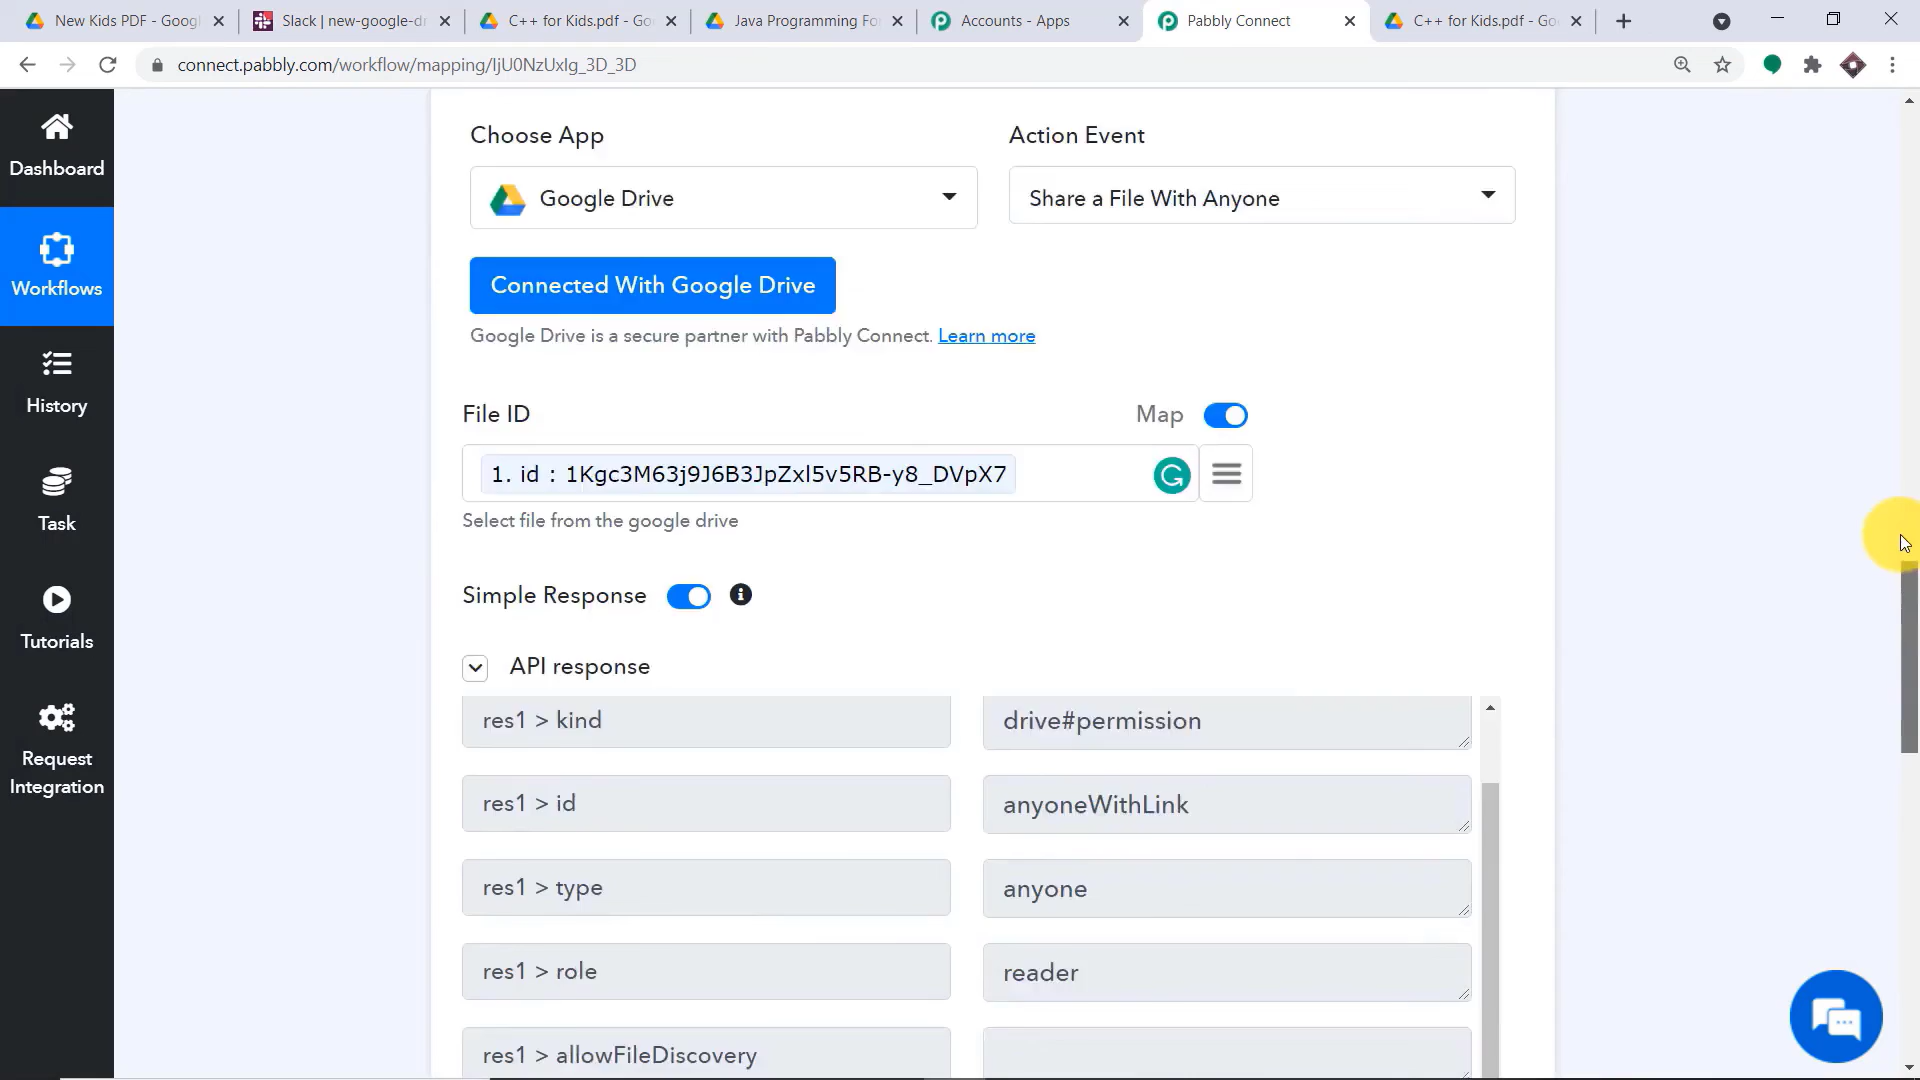 New Kids PDF - Googl
Slack | new-google-dr
C++ for Kids.pdf - Go
Java Programming Fo
Accounts - Apps
Pabbly Connect
C++ for Kids.pdf - Go
connect.pabbly.com/workflow/mapping/IjU0NzUxIg_3D_3D
Dashboard
Workflows
History
Task
Tutorials
Request
Integration
Choose App
Action Event
Google Drive
Share a File With Anyone
Connected With Google Drive
Google Drive is a secure partner with Pabbly Connect. Learn more
File ID
Map
1. id : 1Kgc3M63j9J6B3JpZxl5v5RB-y8_DVpX7
Select file from the google drive
Simple Response
API response
res1 > kind
drive#permission
res1 > id
anyoneWithLink
res1 > type
anyone
res1 > role
reader
res1 > allowFileDiscovery